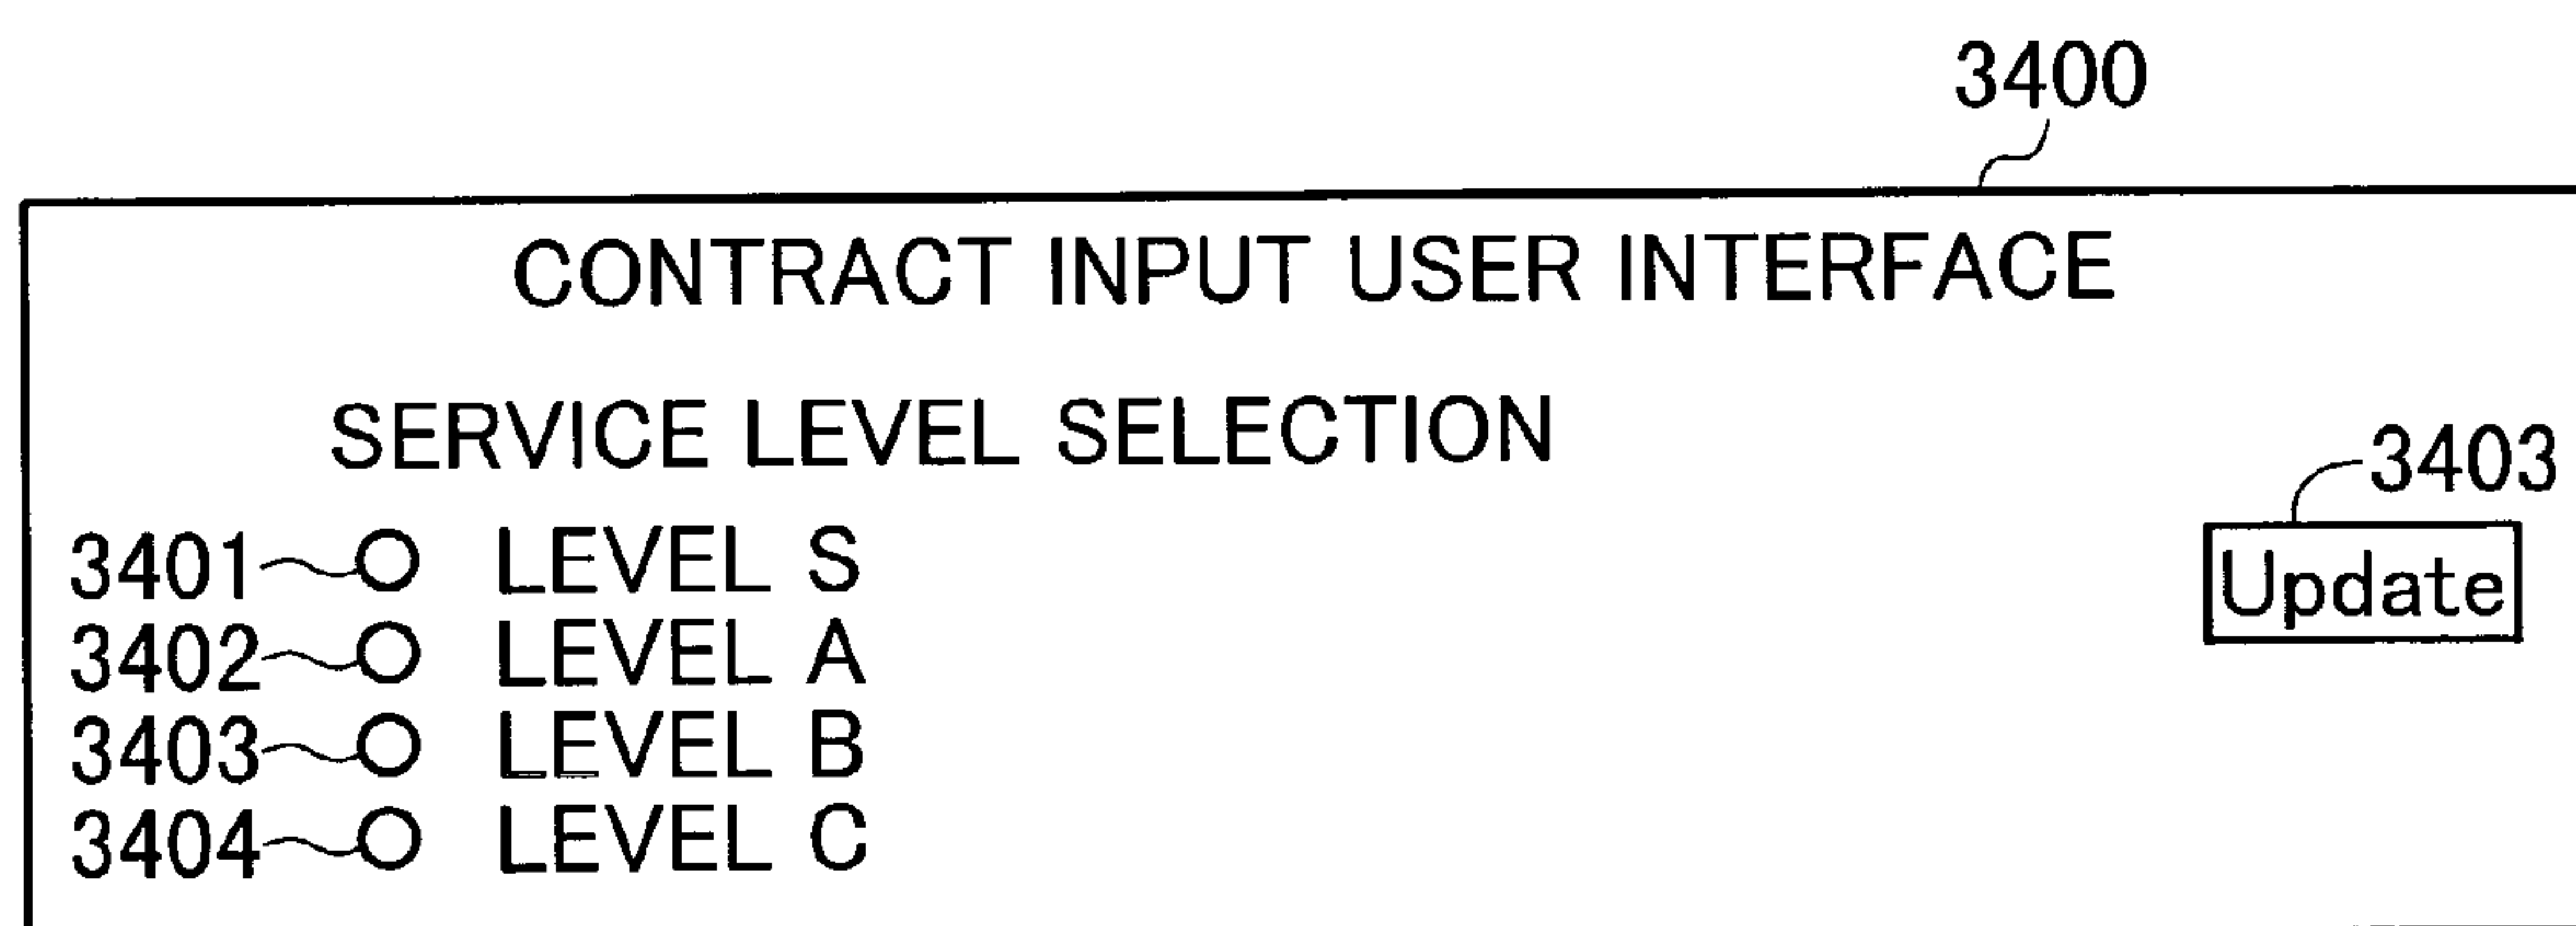 3400
CONTRACT INPUT USER INTERFACE
SERVICE LEVEL SELECTION
3403
3401 LEVEL S
Update
3402 LEVEL A
3403 LEVEL B
3404 LEVEL C